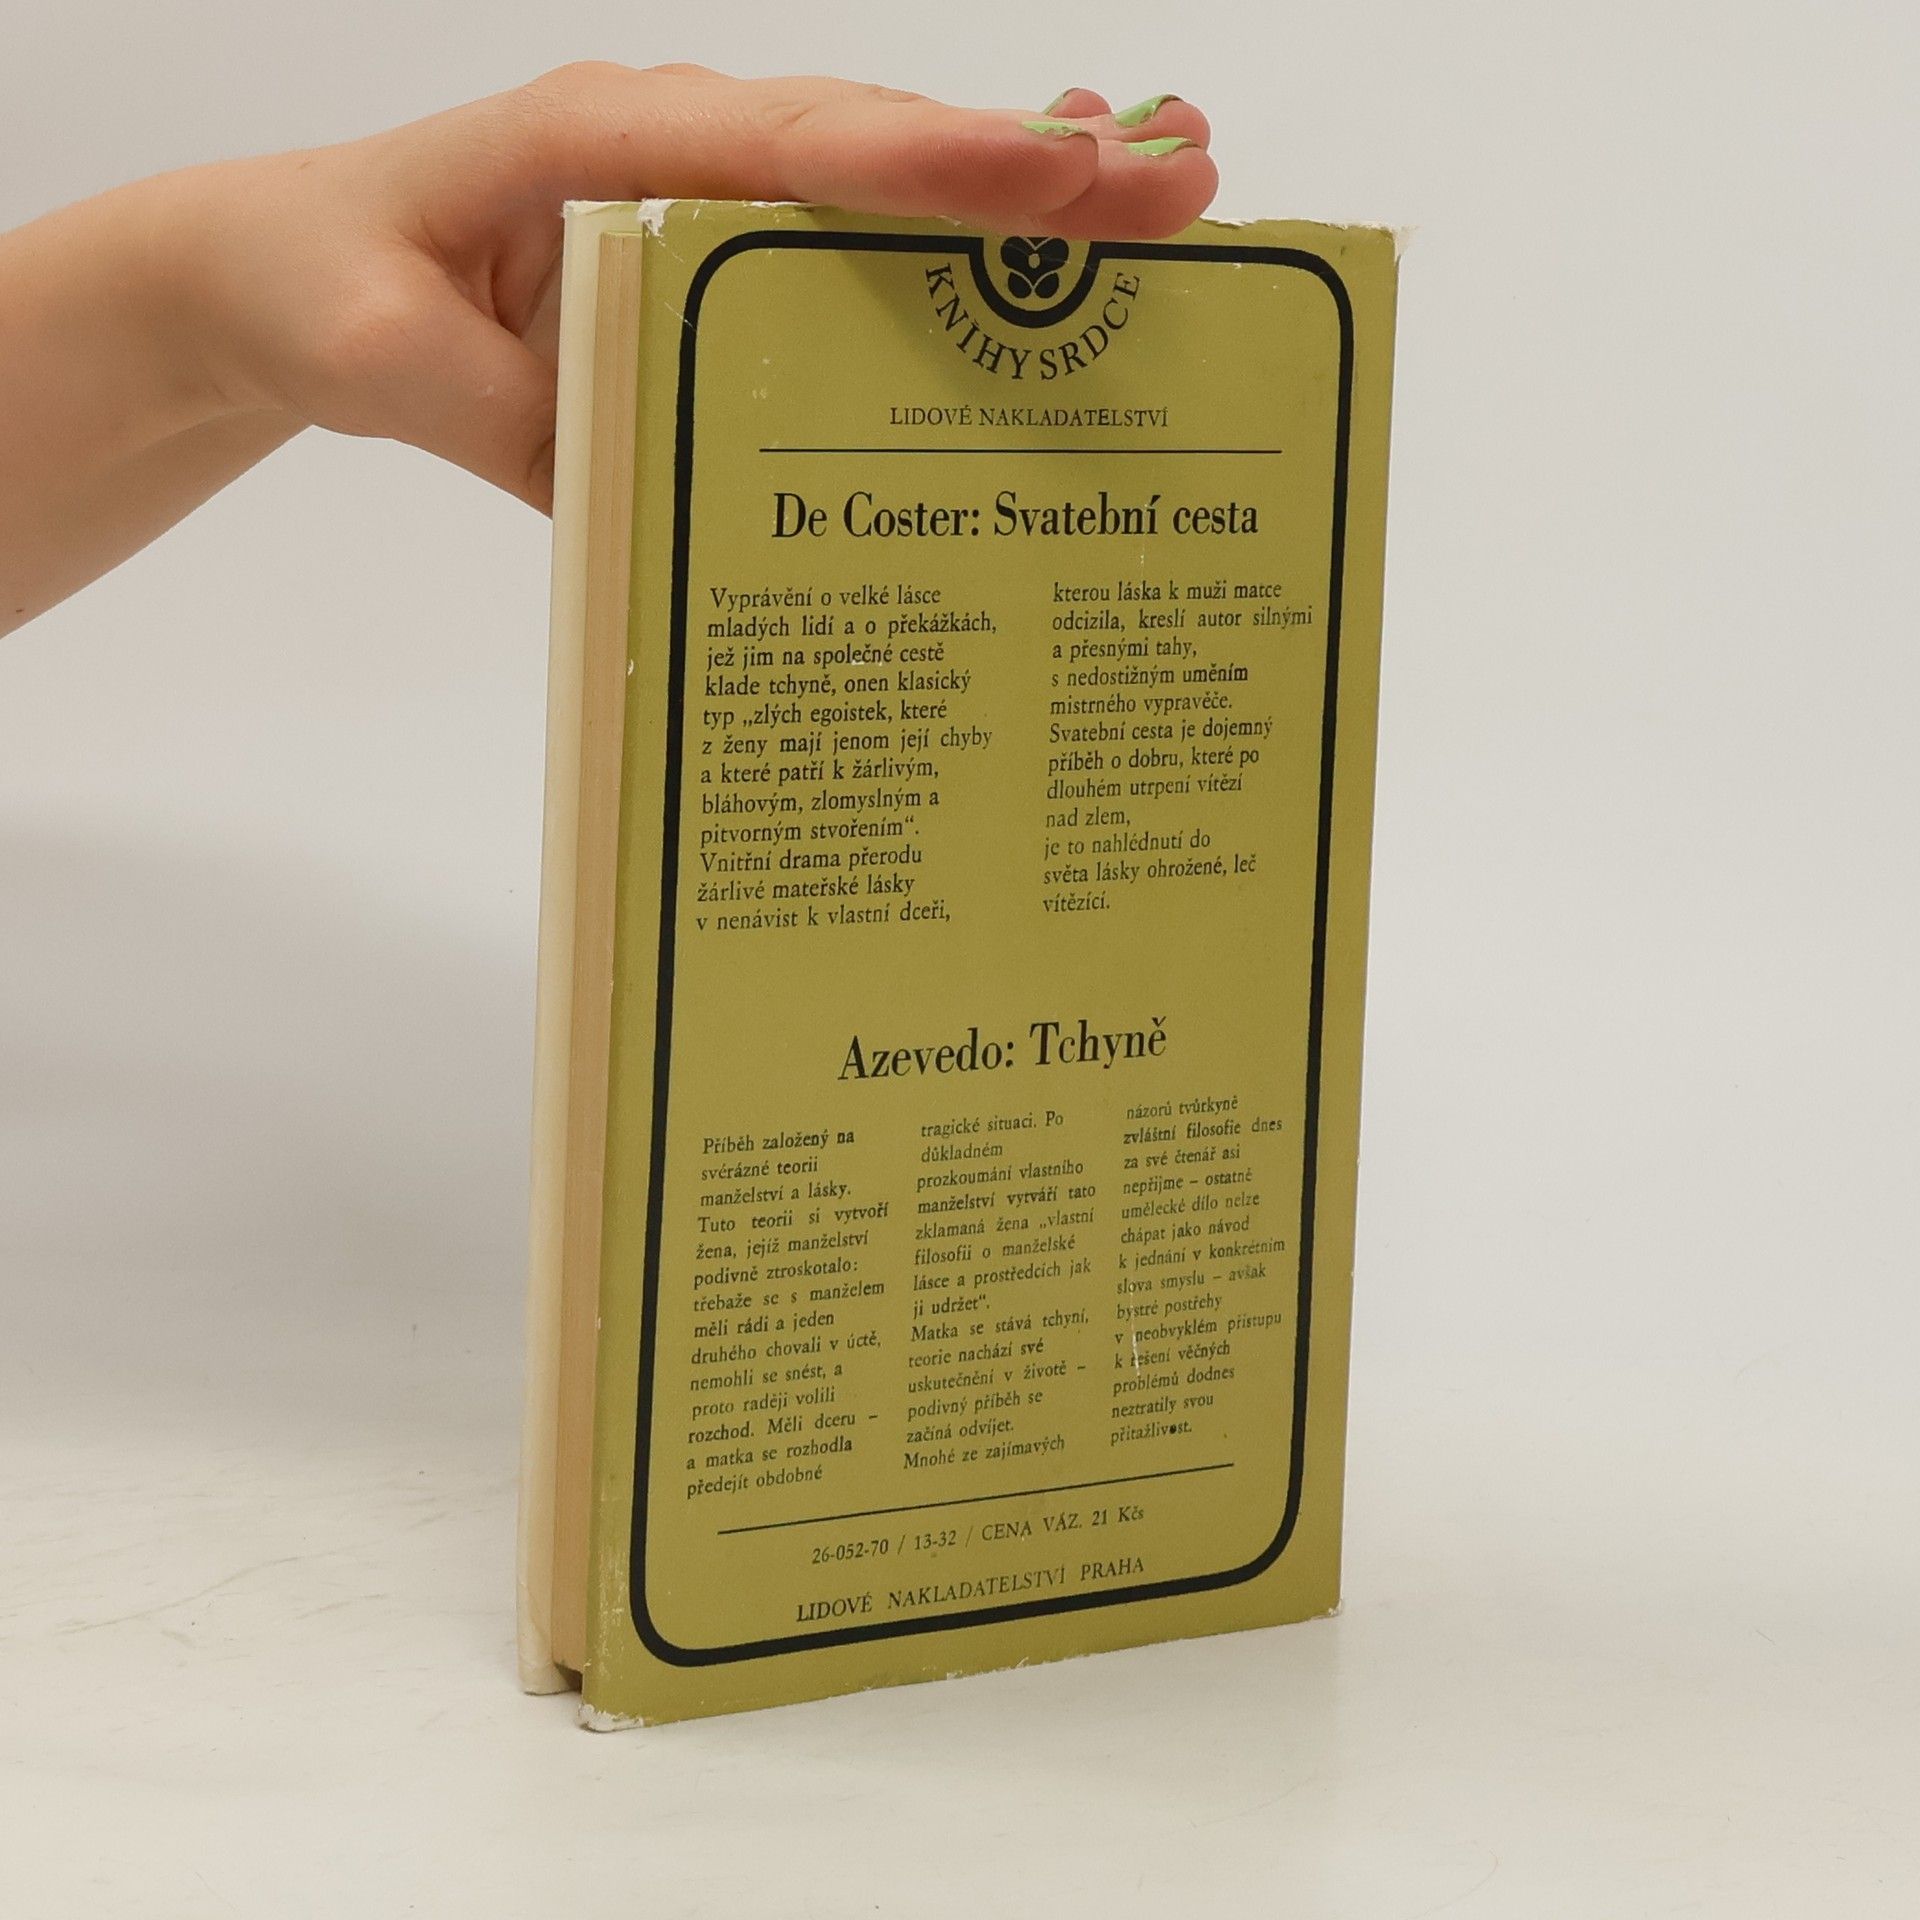 KNIHY SRDCE
LIDOVÉ NAKLADATELSTVÍ
De Coster: Svatební cesta
Vyprávění o velké lásce
mladých lidí a o překážkách,
jež jim na společné cestě
klade tchyně, onen klasický
typ „zlých egoistek, které
z ženy mají jenom její chyby
a které patří k žárlivým,
bláhovým, zlomyslným a
pitvorným stvořením“.
Vnitřní drama přerodu
žárlivé mateřské lásky
v nenávist k vlastní dceři,
kterou láska k muži matce
odcizila, kreslí autor silnými
a přesnými tahy,
s nedostižným uměním
mistrného vypravěče.
Svatební cesta je dojemný
příběh o dobru, které po
dlouhém utrpení vítězí
nad zlem,
je to nahlédnutí do
světa lásky ohrožené, leč
vítězící.
Azevedo: Tchyně
Příběh založený na
svérázné teorii
manželství a lásky.
Tuto teorii si vytvoří
žena, jejíž manželství
podivně ztroskotalo:
třebaže se s manželem
měli rádi a jeden
druhého chovali v úctě,
nemohli se snést, a
proto raději volili
rozchod. Měli dceru –
a matka se rozhodla
předejít obdobné
tragické situaci. Po
důkladném
prozkoumání vlastního
manželství vytváří tato
zklamaná žena „vlastní
filosofii o manželské
lásce a prostředcích jak
ji udržet“.
Matka se stává tchyní,
teorie nachází své
uskutečnění v životě –
podivný příběh se
začíná odvíjet.
Mnohé ze zajímavých
názorů tvůrkyně
zvláštní filosofie dnes
za své čtenář asi
nepřijme – ostatně
umělecké dílo nelze
chápat jako návod
k jednání v konkrétním
slova smyslu – avšak
bystré postřehy
v neobvyklém přístupu
k řešení věčných
problémů dodnes
neztratily svou
přitažlivost.
26-052-70 / 13-32 / CENA VÁZ. 21 Kčs
LIDOVÉ NAKLADATELSTVÍ PRAHA